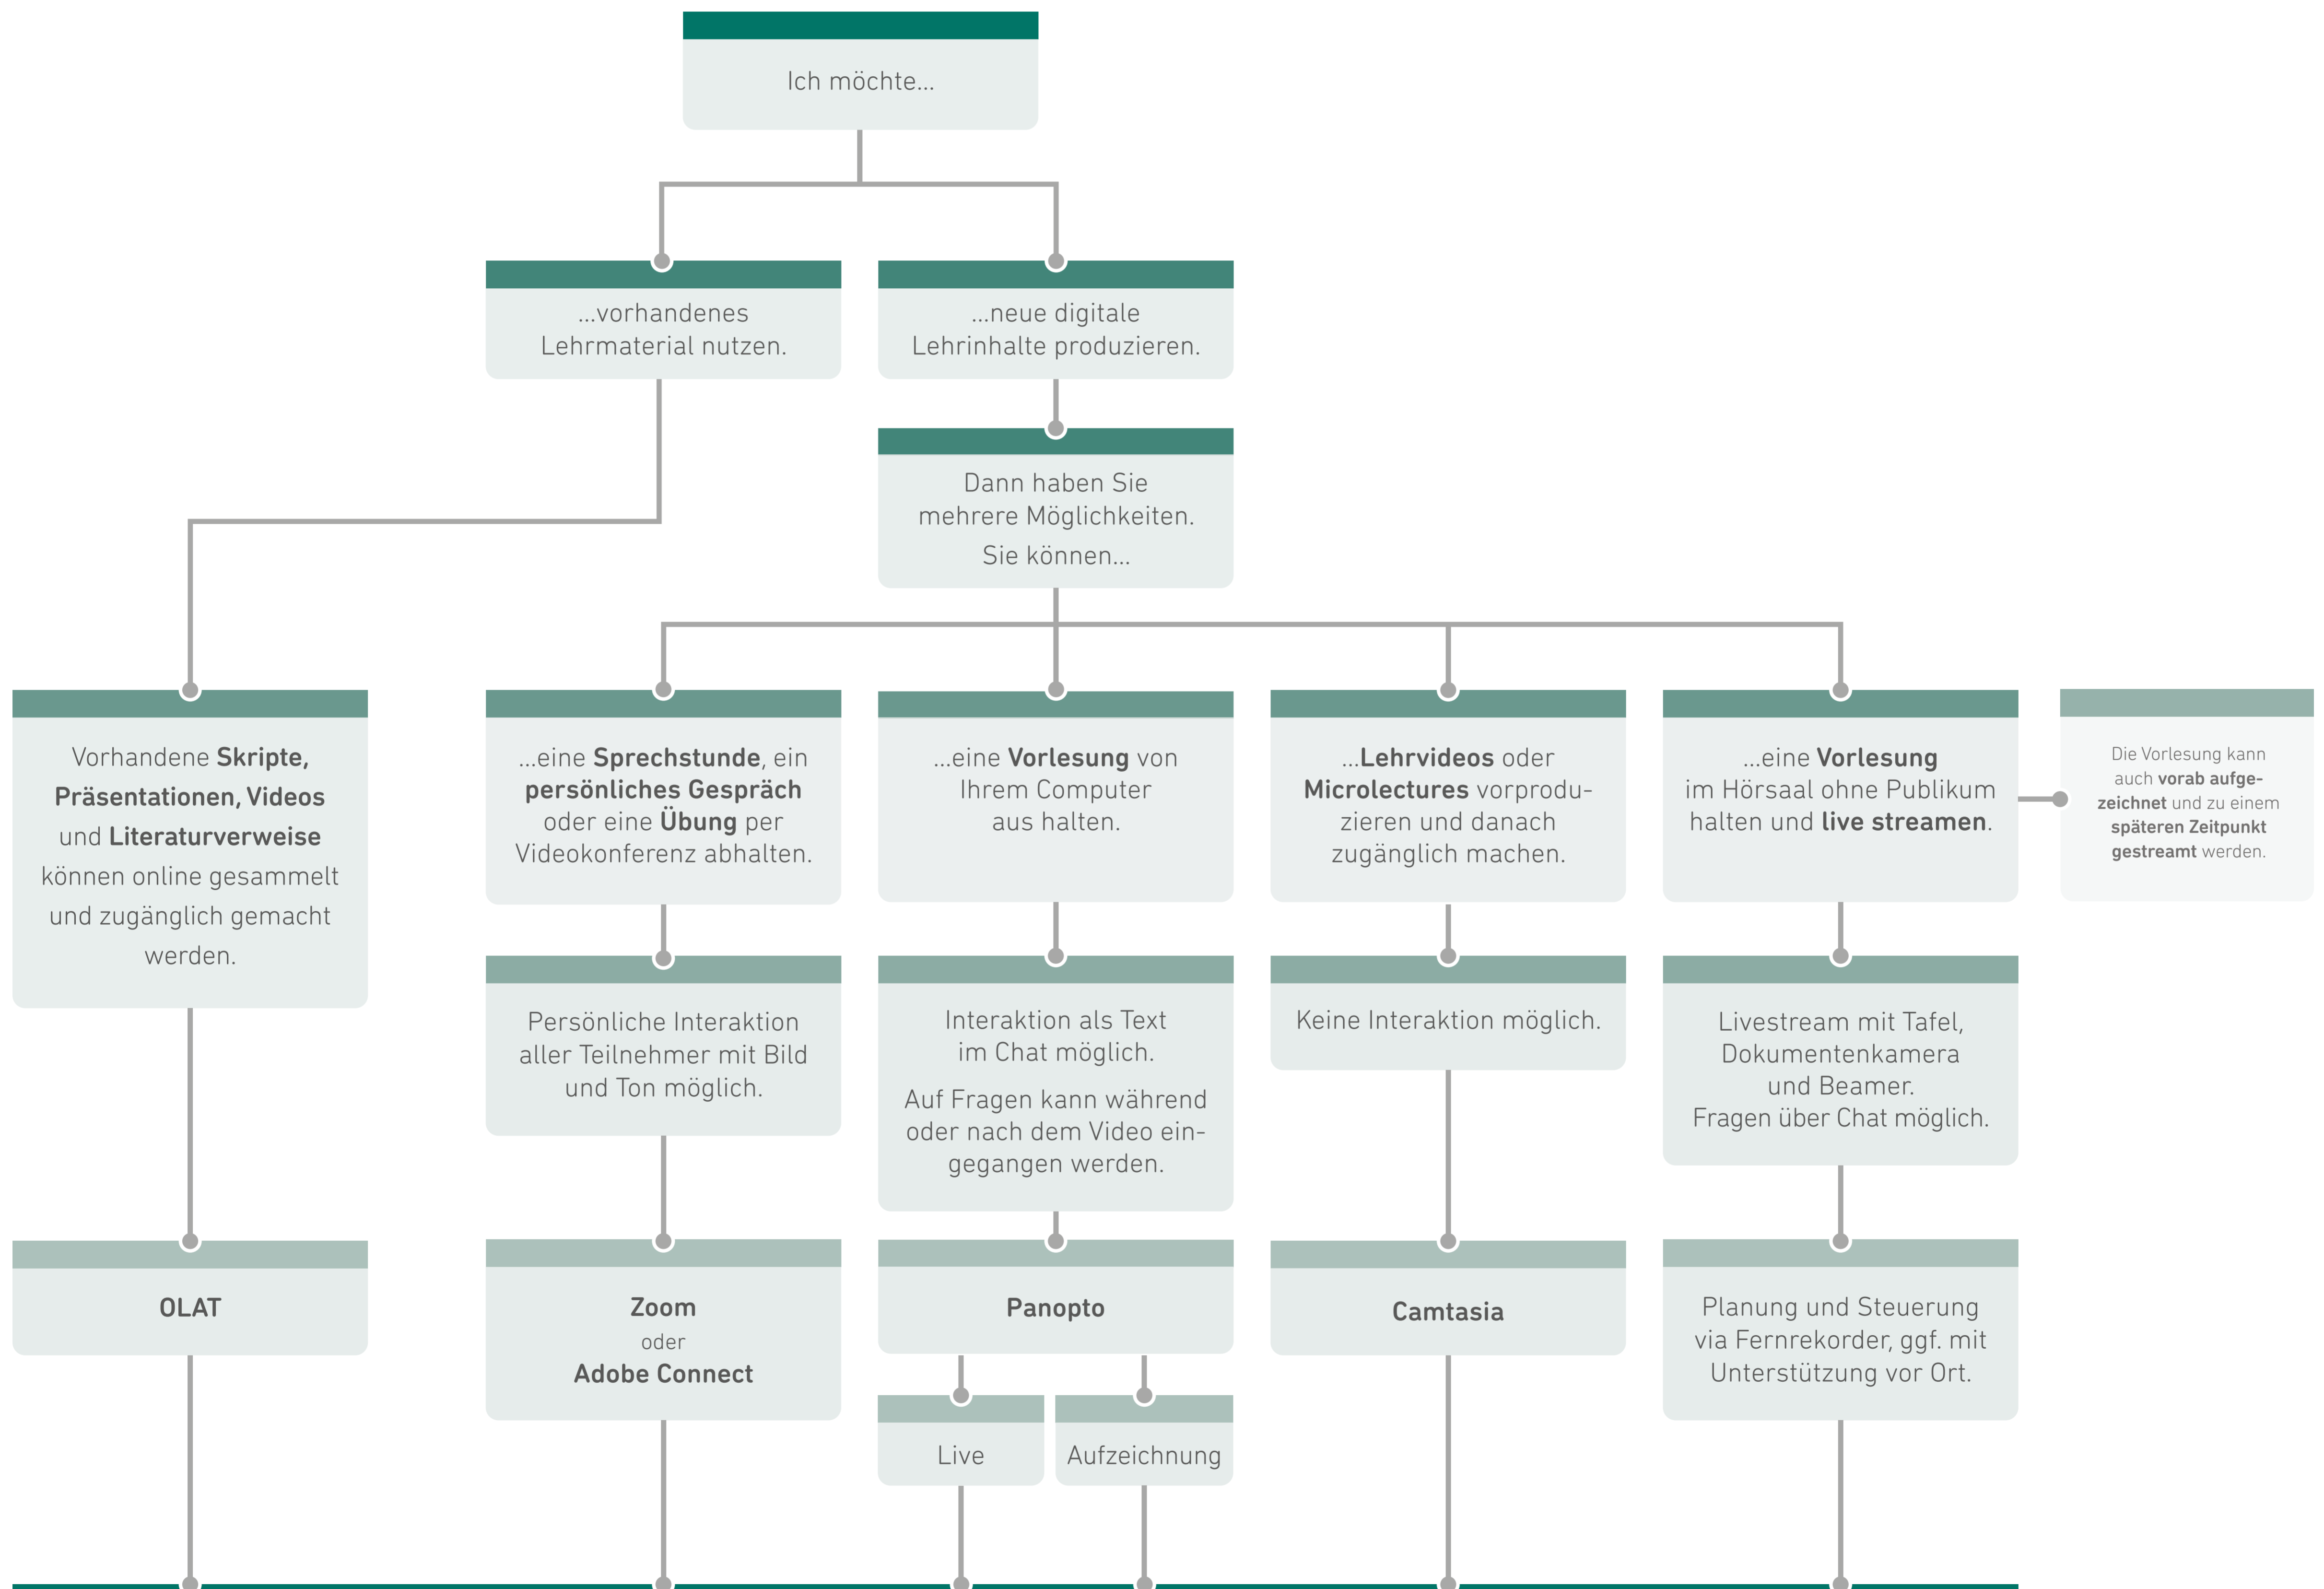 Ich möchte...
...vorhandenes
Lehrmaterial nutzen.
...neue digitale
Lehrinhalte produzieren.
Dann haben Sie
mehrere Möglichkeiten.
Sie können...
Vorhandene Skripte,
Präsentationen, Videos
und Literaturverweise
können online gesammelt
und zugänglich gemacht
werden.
...eine Sprechstunde, ein
persönliches Gespräch
oder eine Übung per
Videokonferenz abhalten.
...eine Vorlesung von
Ihrem Computer
aus halten.
...Lehrvideos oder
Microlectures vorprodu-
zieren und danach
zugänglich machen.
...eine Vorlesung
im Hörsaal ohne Publikum
halten und live streamen.
Die Vorlesung kann
auch vorab aufge-
zeichnet und zu einem
späteren Zeitpunkt
gestreamt werden.
Persönliche Interaktion
aller Teilnehmer mit Bild
und Ton möglich.
Interaktion als Text
im Chat möglich.
Auf Fragen kann während
oder nach dem Video ein-
gegangen werden.
Keine Interaktion möglich.
Livestream mit Tafel,
Dokumentenkamera
und Beamer.
Fragen über Chat möglich.
OLAT
Zoom
oder
Adobe Connect
Panopto
Camtasia
Planung und Steuerung
via Fernrekorder, ggf. mit
Unterstützung vor Ort.
Live
Aufzeichnung